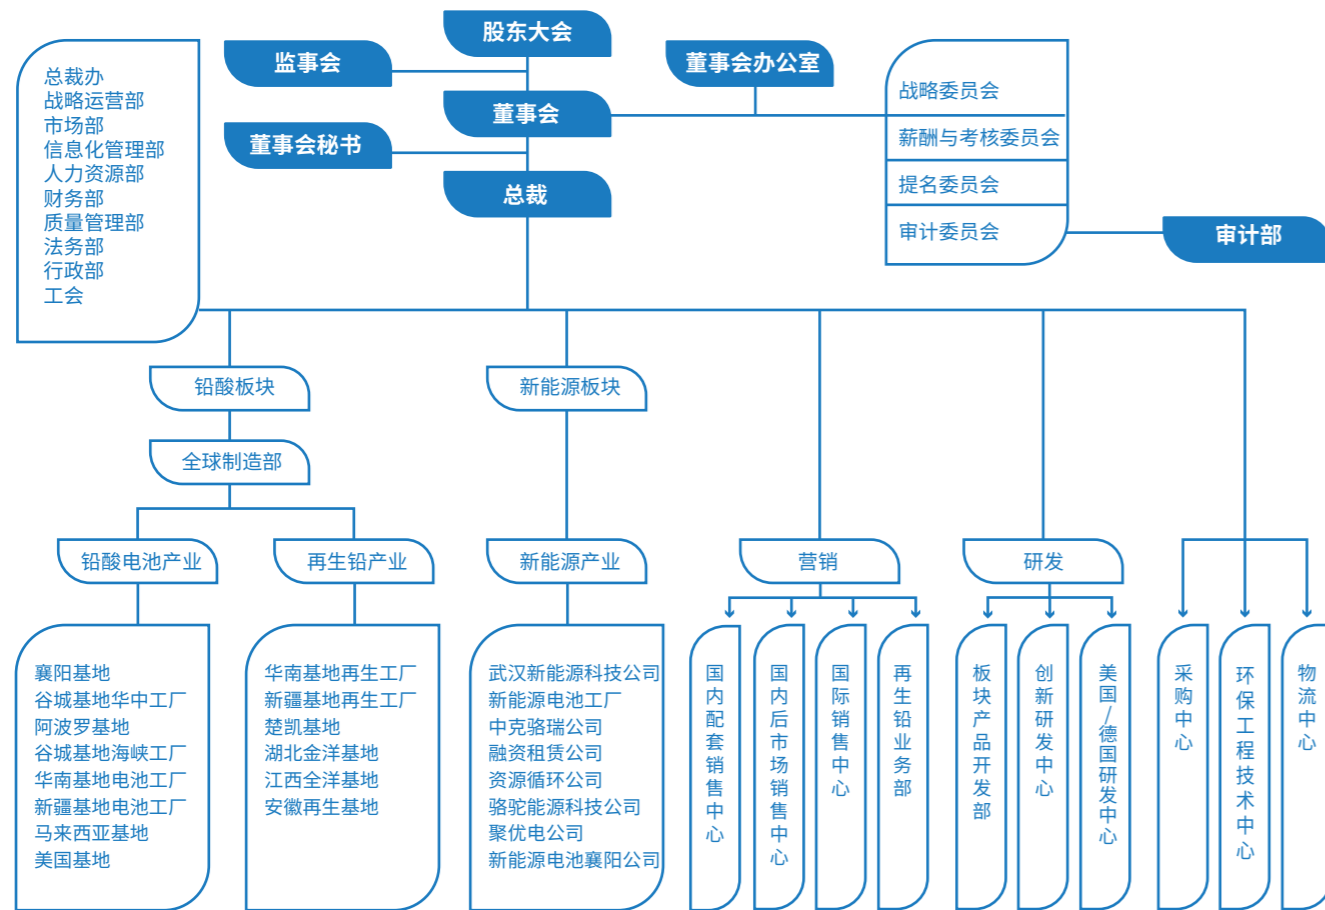 股东大会
监事会
董事会办公室
董事会
董事会秘书
总裁
战略委员会
薪酬与考核委员会
提名委员会
审计委员会
审计部
总裁办
战略运营部
市场部
信息化管理部
人力资源部
财务部
质量管理部
法务部
行政部
工会
铅酸板块
新能源板块
全球制造部
铅酸电池产业
再生铅产业
新能源产业
营销
研发
襄阳基地
谷城基地华中工厂
阿波罗基地
谷城基地海峡工厂
华南基地电池工厂
新疆基地电池工厂
马来西亚基地
美国基地
华南基地再生工厂
新疆基地再生工厂
楚凯基地
湖北金洋基地
江西全洋基地
安徽再生基地
武汉新能源科技公司
新能源电池工厂
中克骆瑞公司
融资租赁公司
资源循环公司
骆驼能源科技公司
聚优电公司
新能源电池襄阳公司
国内配套销售中心
国内后市场销售中心
国际销售中心
再生铅业务部
板块产品开发部
创新研发中心
美国/德国研发中心
采购中心
环保工程技术中心
物流中心